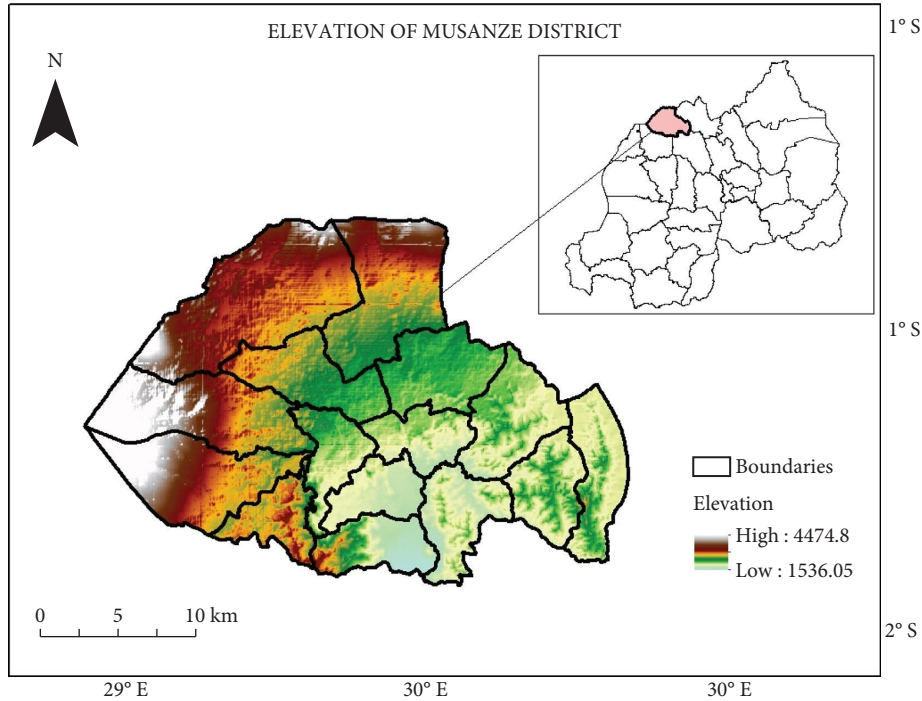 ELEVATION OF MUSANZE DISTRICT
1° S
N
1° S
Boundaries
Elevation
High : 4474.8
Low : 1536.05
0 5 10 km
2° S
29° E 30° E 30° E